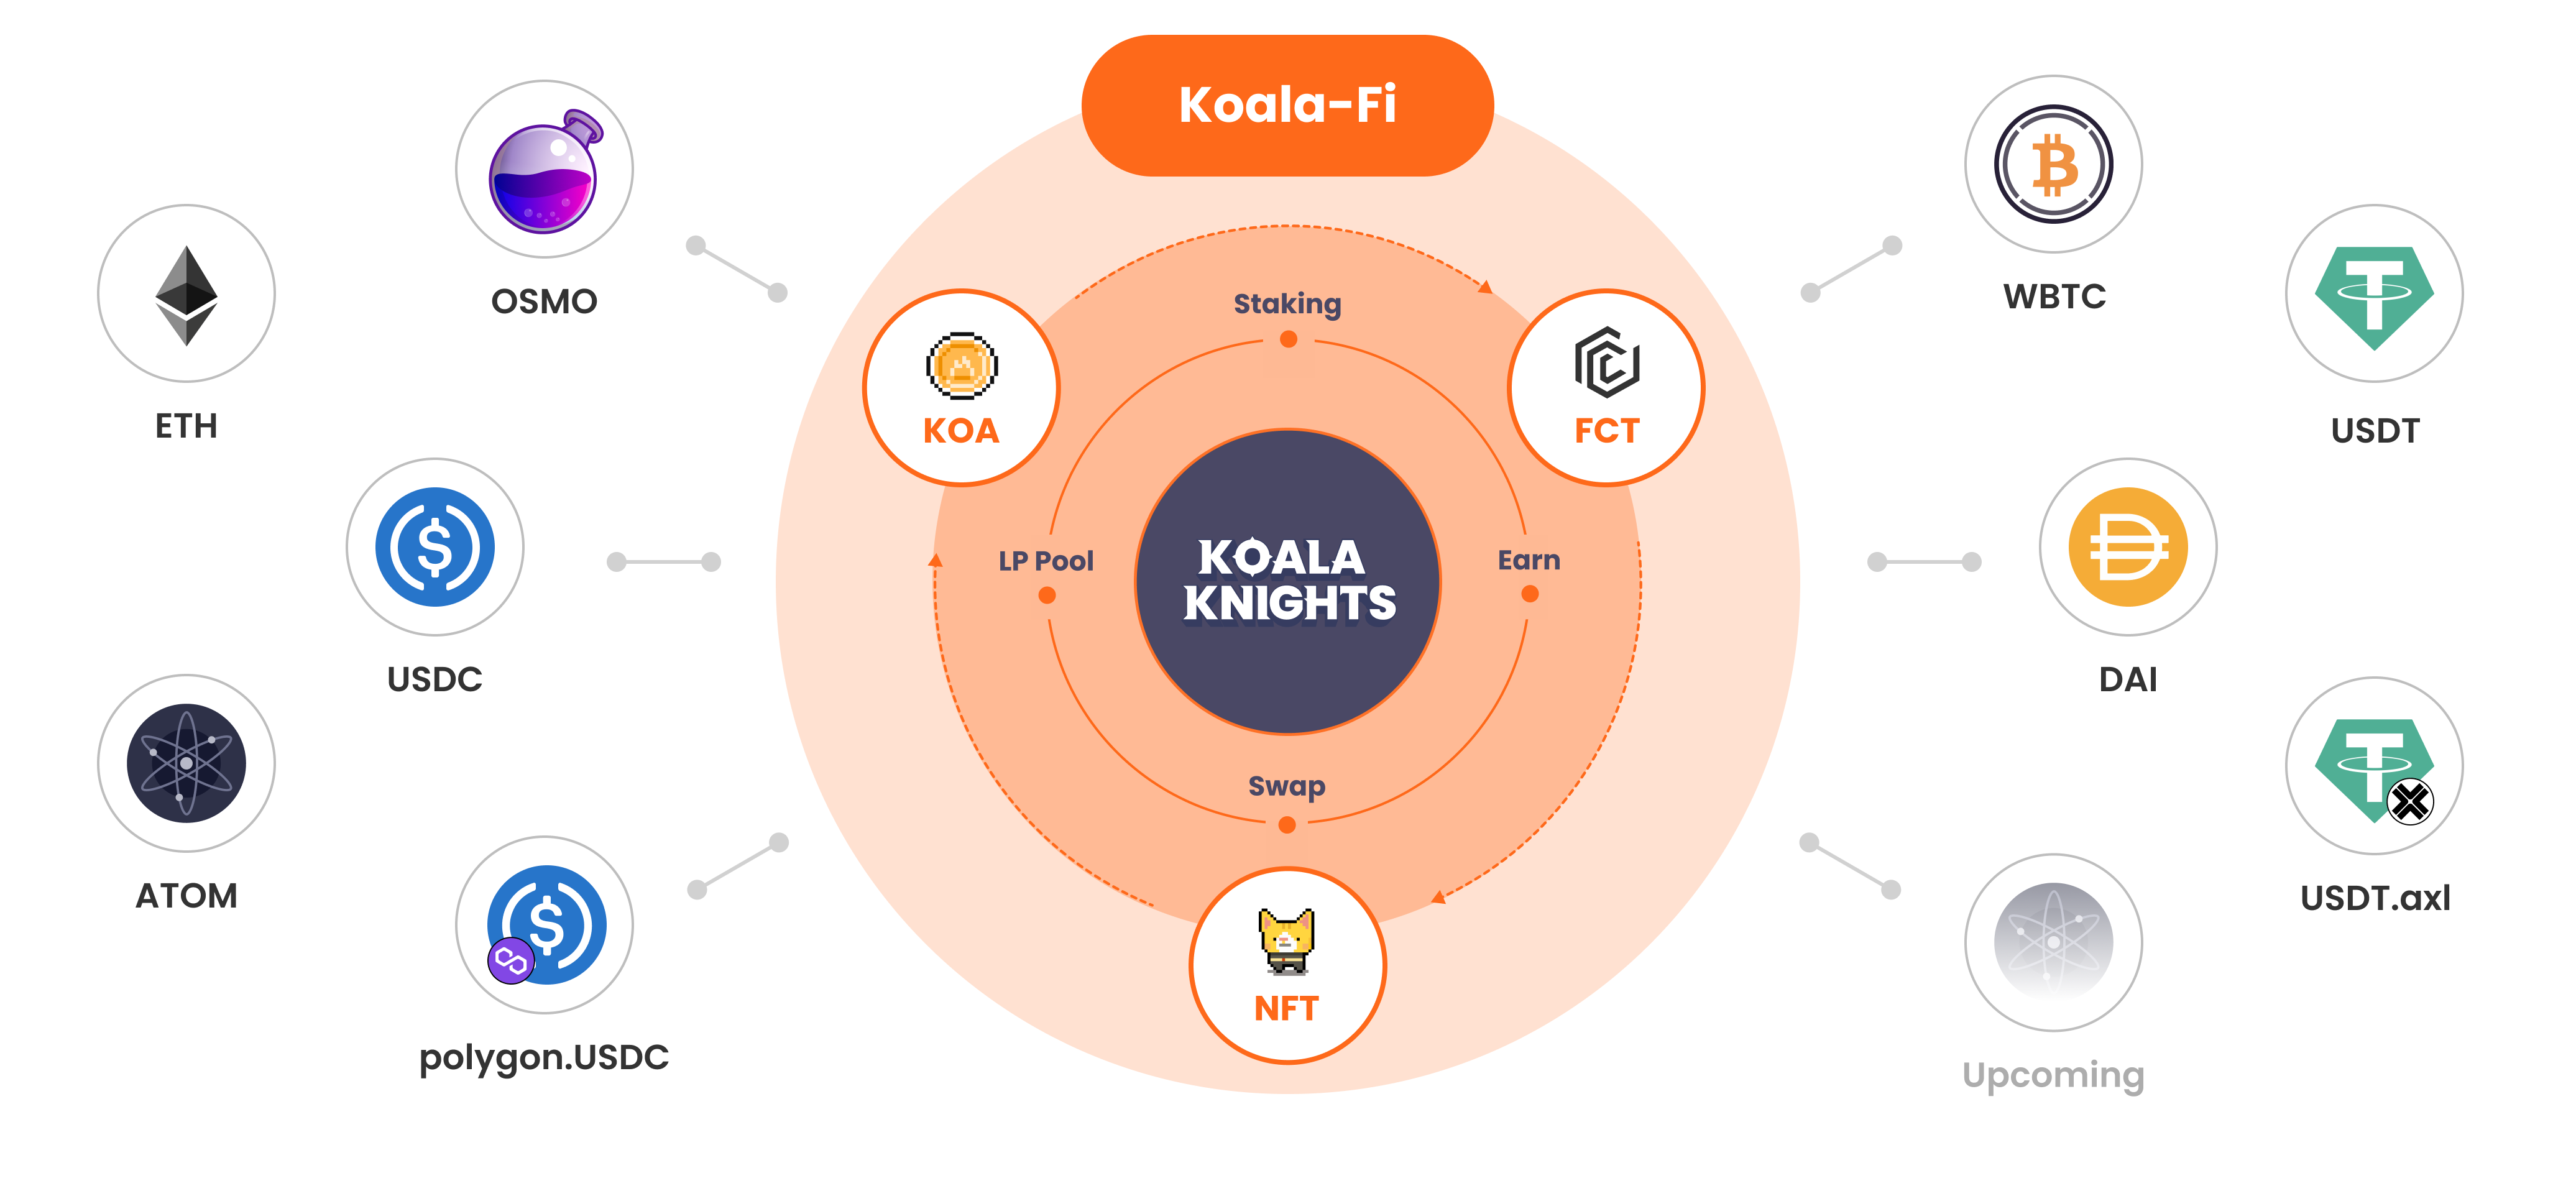 Koala-Fi
OSMO
ETH
USDC
ATOM
polygon.USDC
Staking
KOA
FCT
LP Pool
Earn
KOALA
KNIGHTS
Swap
NFT
WBTC
USDT
DAI
USDT.axl
Upcoming